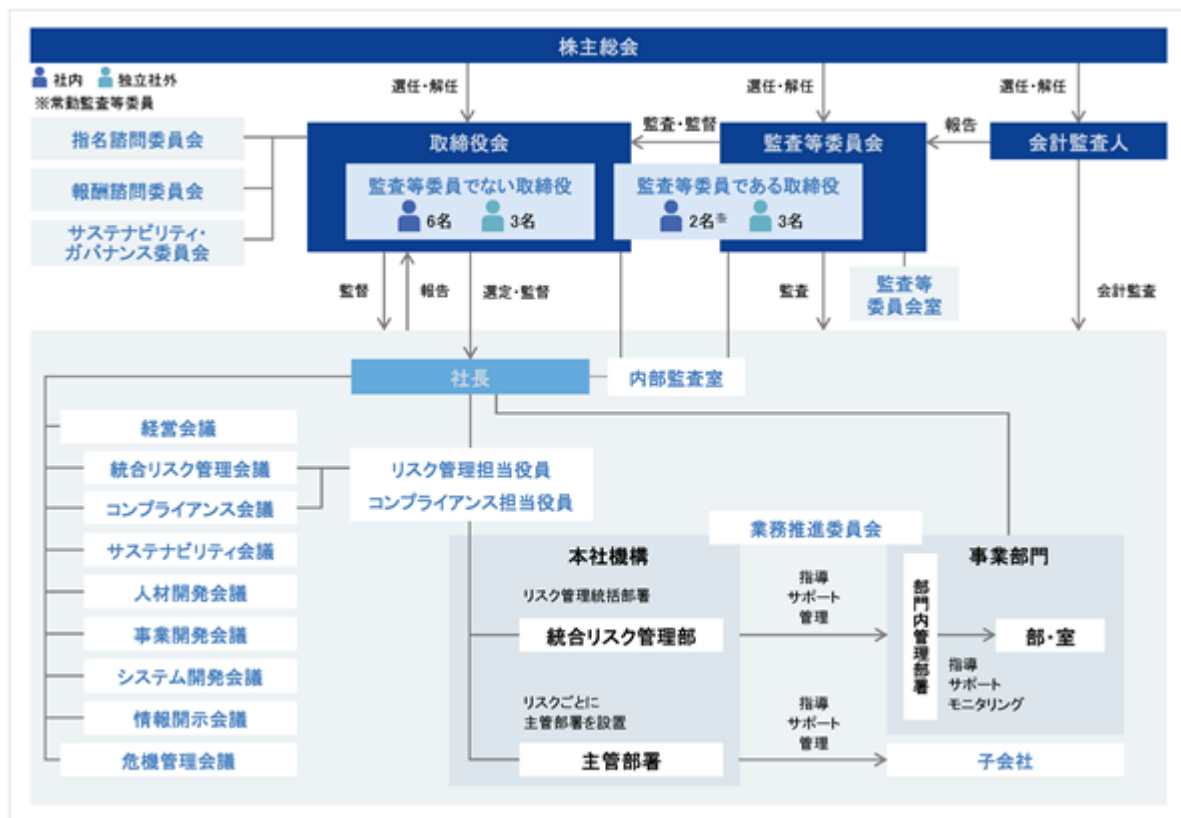 株主総会
社内 独立社外
※常勤監査等委員
選任・解任
選任・解任
選任・解任
指名諮問委員会
報酬諮問委員会
サステナビリティ・
ガバナンス委員会
取締役会
監査・監督
監査等委員会
報告
会計監査人
監査等委員でない取締役
6名 3名
監査等委員である取締役
2名※ 3名
監督
報告
選定・監督
監査
監査等
委員会室
会計監査
社長
内部監査室
経営会議
統合リスク管理会議
コンプライアンス会議
サステナビリティ会議
人材開発会議
事業開発会議
システム開発会議
情報開示会議
危機管理会議
リスク管理担当役員
コンプライアンス担当役員
業務推進委員会
本社機構
リスク管理統括部署
統合リスク管理部
リスクごとに
主管部署を設置
主管部署
指導
サポート
管理
指導
サポート
管理
事業部門
部門内管理部署
部・室
指導
サポート
モニタリング
子会社